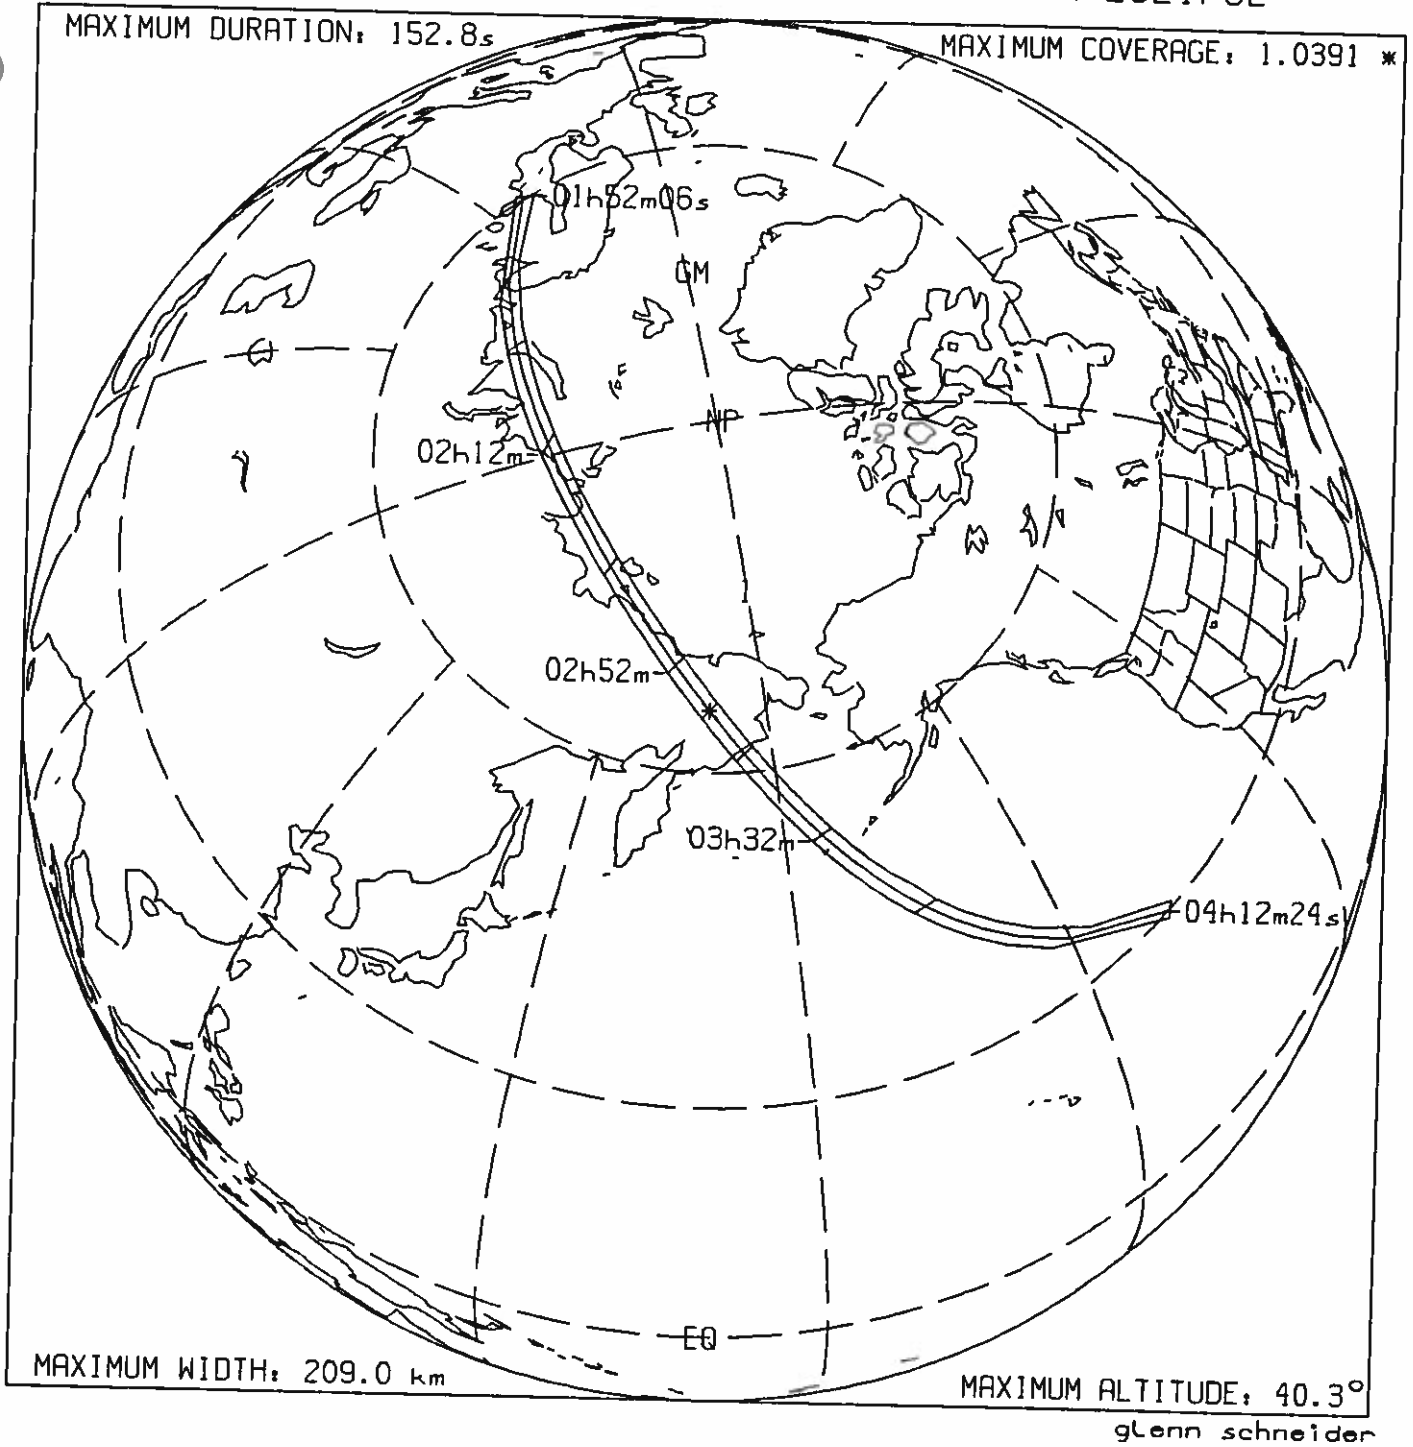 MAXIMUM DURATION: 152.8s
MAXIMUM COVERAGE: 1.0391 *
01h52m06s
GM
NP
02h12m
02h52m
03h32m
04h12m24s
EQ
MAXIMUM WIDTH: 209.0 km
MAXIMUM ALTITUDE: 40.3°
glenn schneider